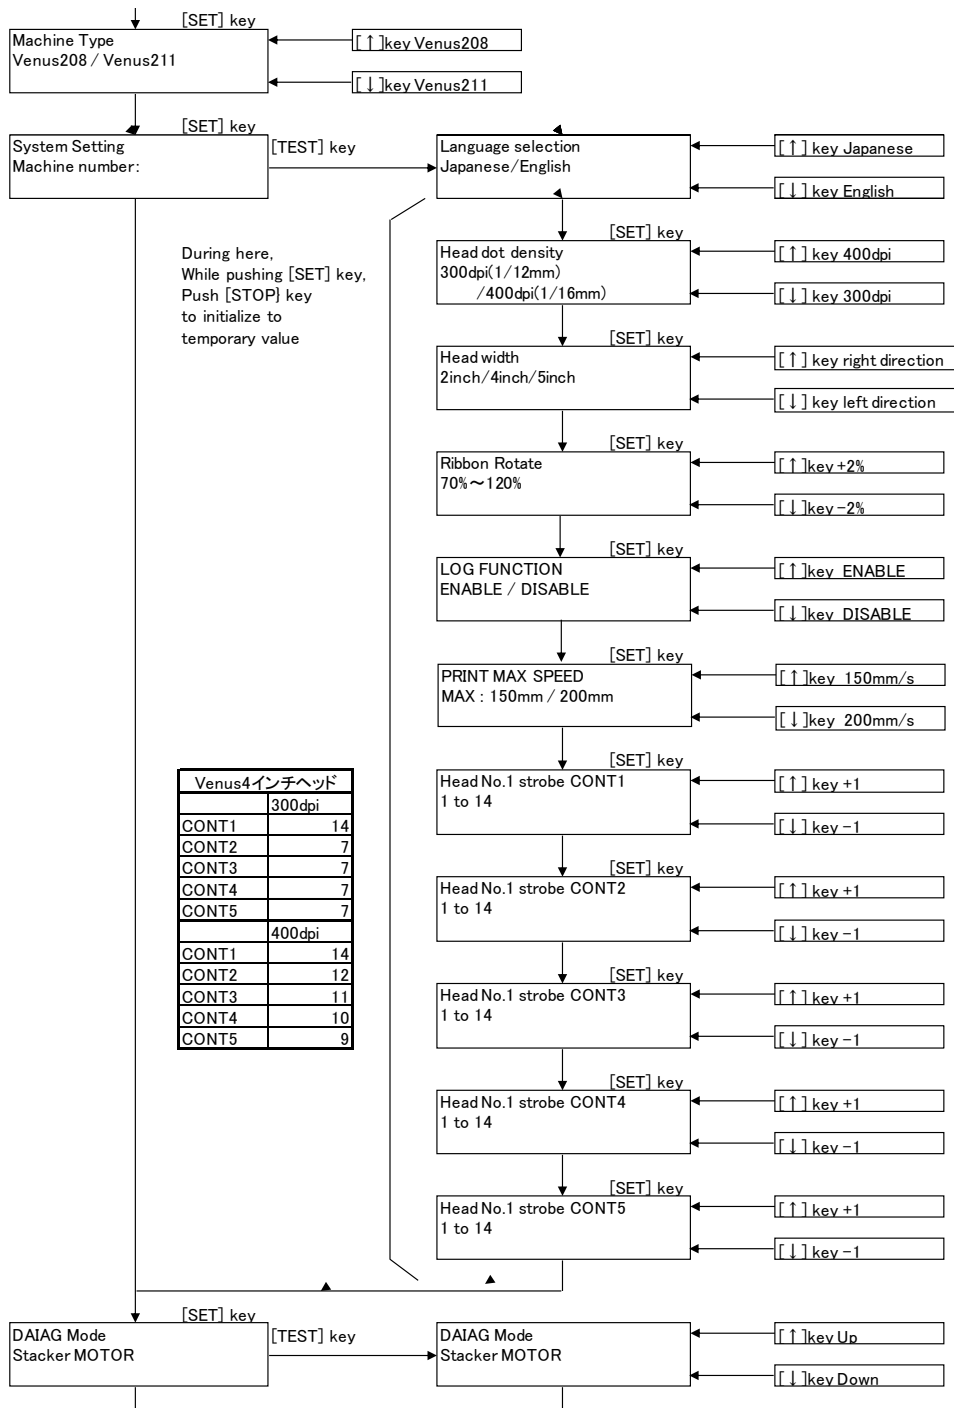 [SET] key
Machine Type
Venus208 / Venus211
[↑]key Venus208
[↓]key Venus211
[SET] key
System Setting
Machine number:
[TEST] key
Language selection
Japanese/English
[↑] key Japanese
[↓] key English
During here,
While pushing [SET] key,
Push [STOP} key
to initialize to
temporary value
[SET] key
Head dot density
300dpi(1/12mm)
/400dpi(1/16mm)
[↑] key 400dpi
[↓] key 300dpi
[SET] key
Head width
2inch/4inch/5inch
[↑] key right direction
[↓] key left direction
[SET] key
Ribbon Rotate
70%～120%
[↑]key +2%
[↓]key -2%
[SET] key
LOG FUNCTION
ENABLE / DISABLE
[↑]key ENABLE
[↓]key DISABLE
[SET] key
PRINT MAX SPEED
MAX : 150mm / 200mm
[↑]key 150mm/s
[↓]key 200mm/s
[SET] key
Head No.1 strobe CONT1
1 to 14
[↑] key +1
[↓] key -1
Venus4インチヘッド
300dpi
CONT1 14
CONT2 7
CONT3 7
CONT4 7
CONT5 7
400dpi
CONT1 14
CONT2 12
CONT3 11
CONT4 10
CONT5 9
[SET] key
Head No.1 strobe CONT2
1 to 14
[↑] key +1
[↓] key -1
[SET] key
Head No.1 strobe CONT3
1 to 14
[↑] key +1
[↓] key -1
[SET] key
Head No.1 strobe CONT4
1 to 14
[↑] key +1
[↓] key -1
[SET] key
Head No.1 strobe CONT5
1 to 14
[↑] key +1
[↓] key -1
[SET] key
DAIAG Mode
Stacker MOTOR
[TEST] key
DAIAG Mode
Stacker MOTOR
[↑]key Up
[↓]key Down